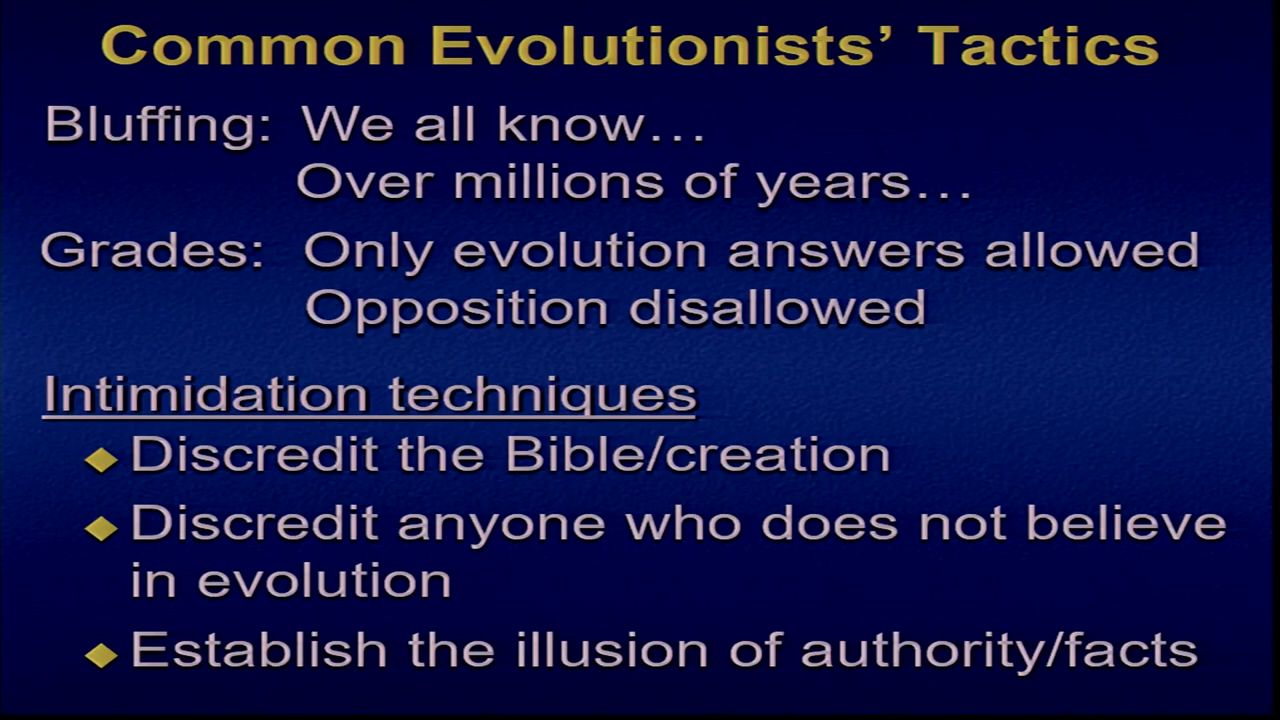 Common Evolutionists’ Tactics
Bluffing: We all know…
Over millions of years…
Grades: Only evolution answers allowed
Opposition disallowed
Intimidation techniques
Discredit the Bible/creation
Discredit anyone who does not believe
in evolution
Establish the illusion of authority/facts